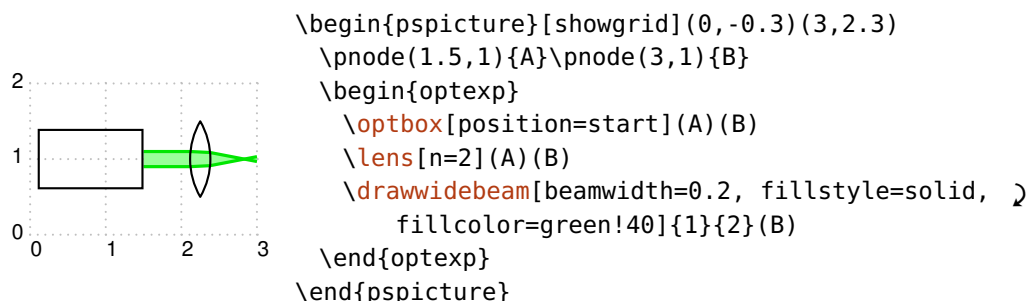 \begin{pspicture}[showgrid](0,-0.3)(3,2.3)
\pnode(1.5,1){A}\pnode(3,1){B}
\begin{optexp}
\optbox[position=start](A)(B)
\lens[n=2](A)(B)
\drawwidebeam[beamwidth=0.2, fillstyle=solid,
fillcolor=green!40]{1}{2}(B)
\end{optexp}
\end{pspicture}
2
1
0
0 1 2 3